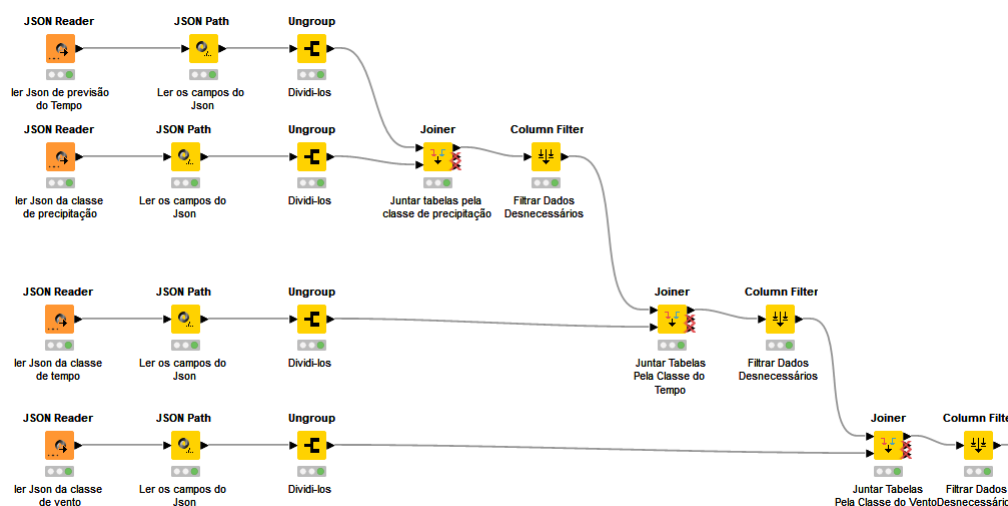 JSON Reader
JSON Path
Ungroup
ler Json de previsão
do Tempo
Ler os campos do
Json
Dividi-los
JSON Reader
JSON Path
Ungroup
Joiner
Column Filter
ler Json da classe
de precipitação
Ler os campos do
Json
Dividi-los
Juntar tabelas pela
classe de precipitação
Filtrar Dados
Desnecessários
JSON Reader
JSON Path
Ungroup
Joiner
Column Filter
ler Json da classe
de tempo
Ler os campos do
Json
Dividi-los
Juntar Tabelas
Pela Classe do
Tempo
Filtrar Dados
Desnecessários
JSON Reader
JSON Path
Ungroup
Joiner
Column Filte
ler Json da classe
de vento
Ler os campos do
Json
Dividi-los
Juntar Tabelas
Pela Classe do Vento
Filtrar Dados
Desnecessário